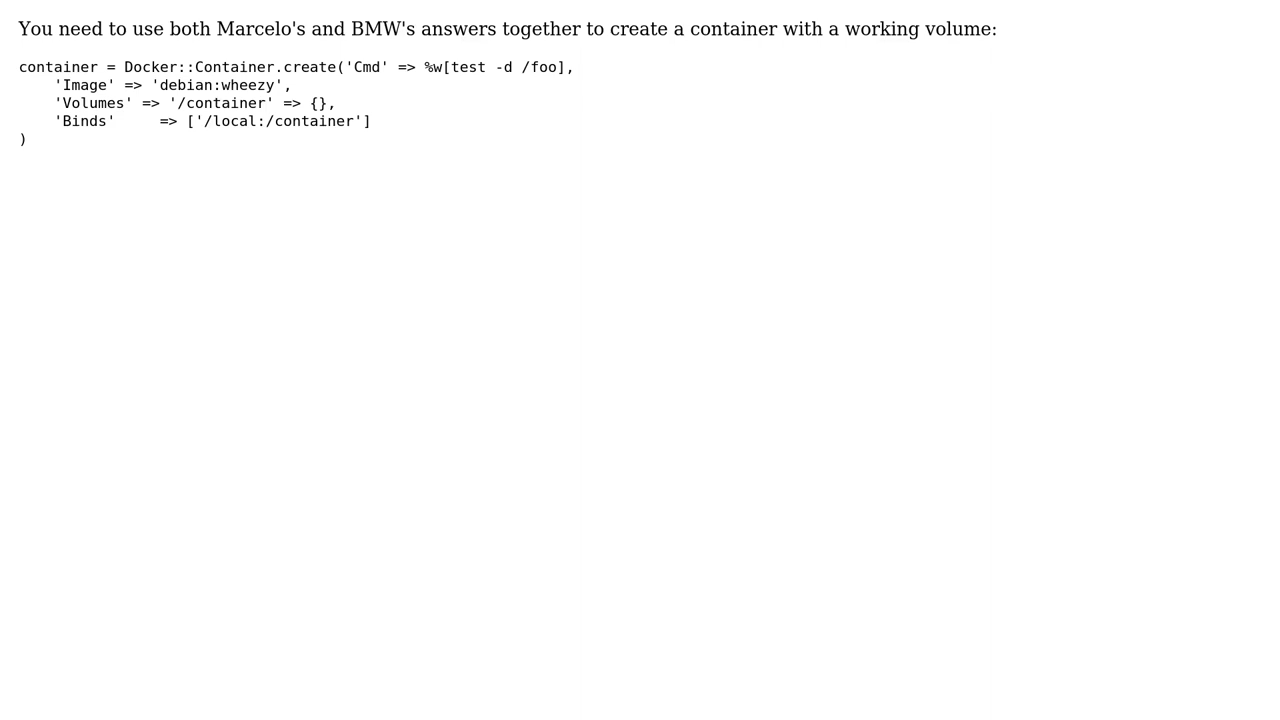 You need to use both Marcelo's and BMW's answers together to create a container with a working volume:
container = Docker::Container.create('Cmd' => %w[test -d /foo],
    'Image' => 'debian:wheezy',
    'Volumes' => '/container' => {},
    'Binds'     => ['/local:/container']
)